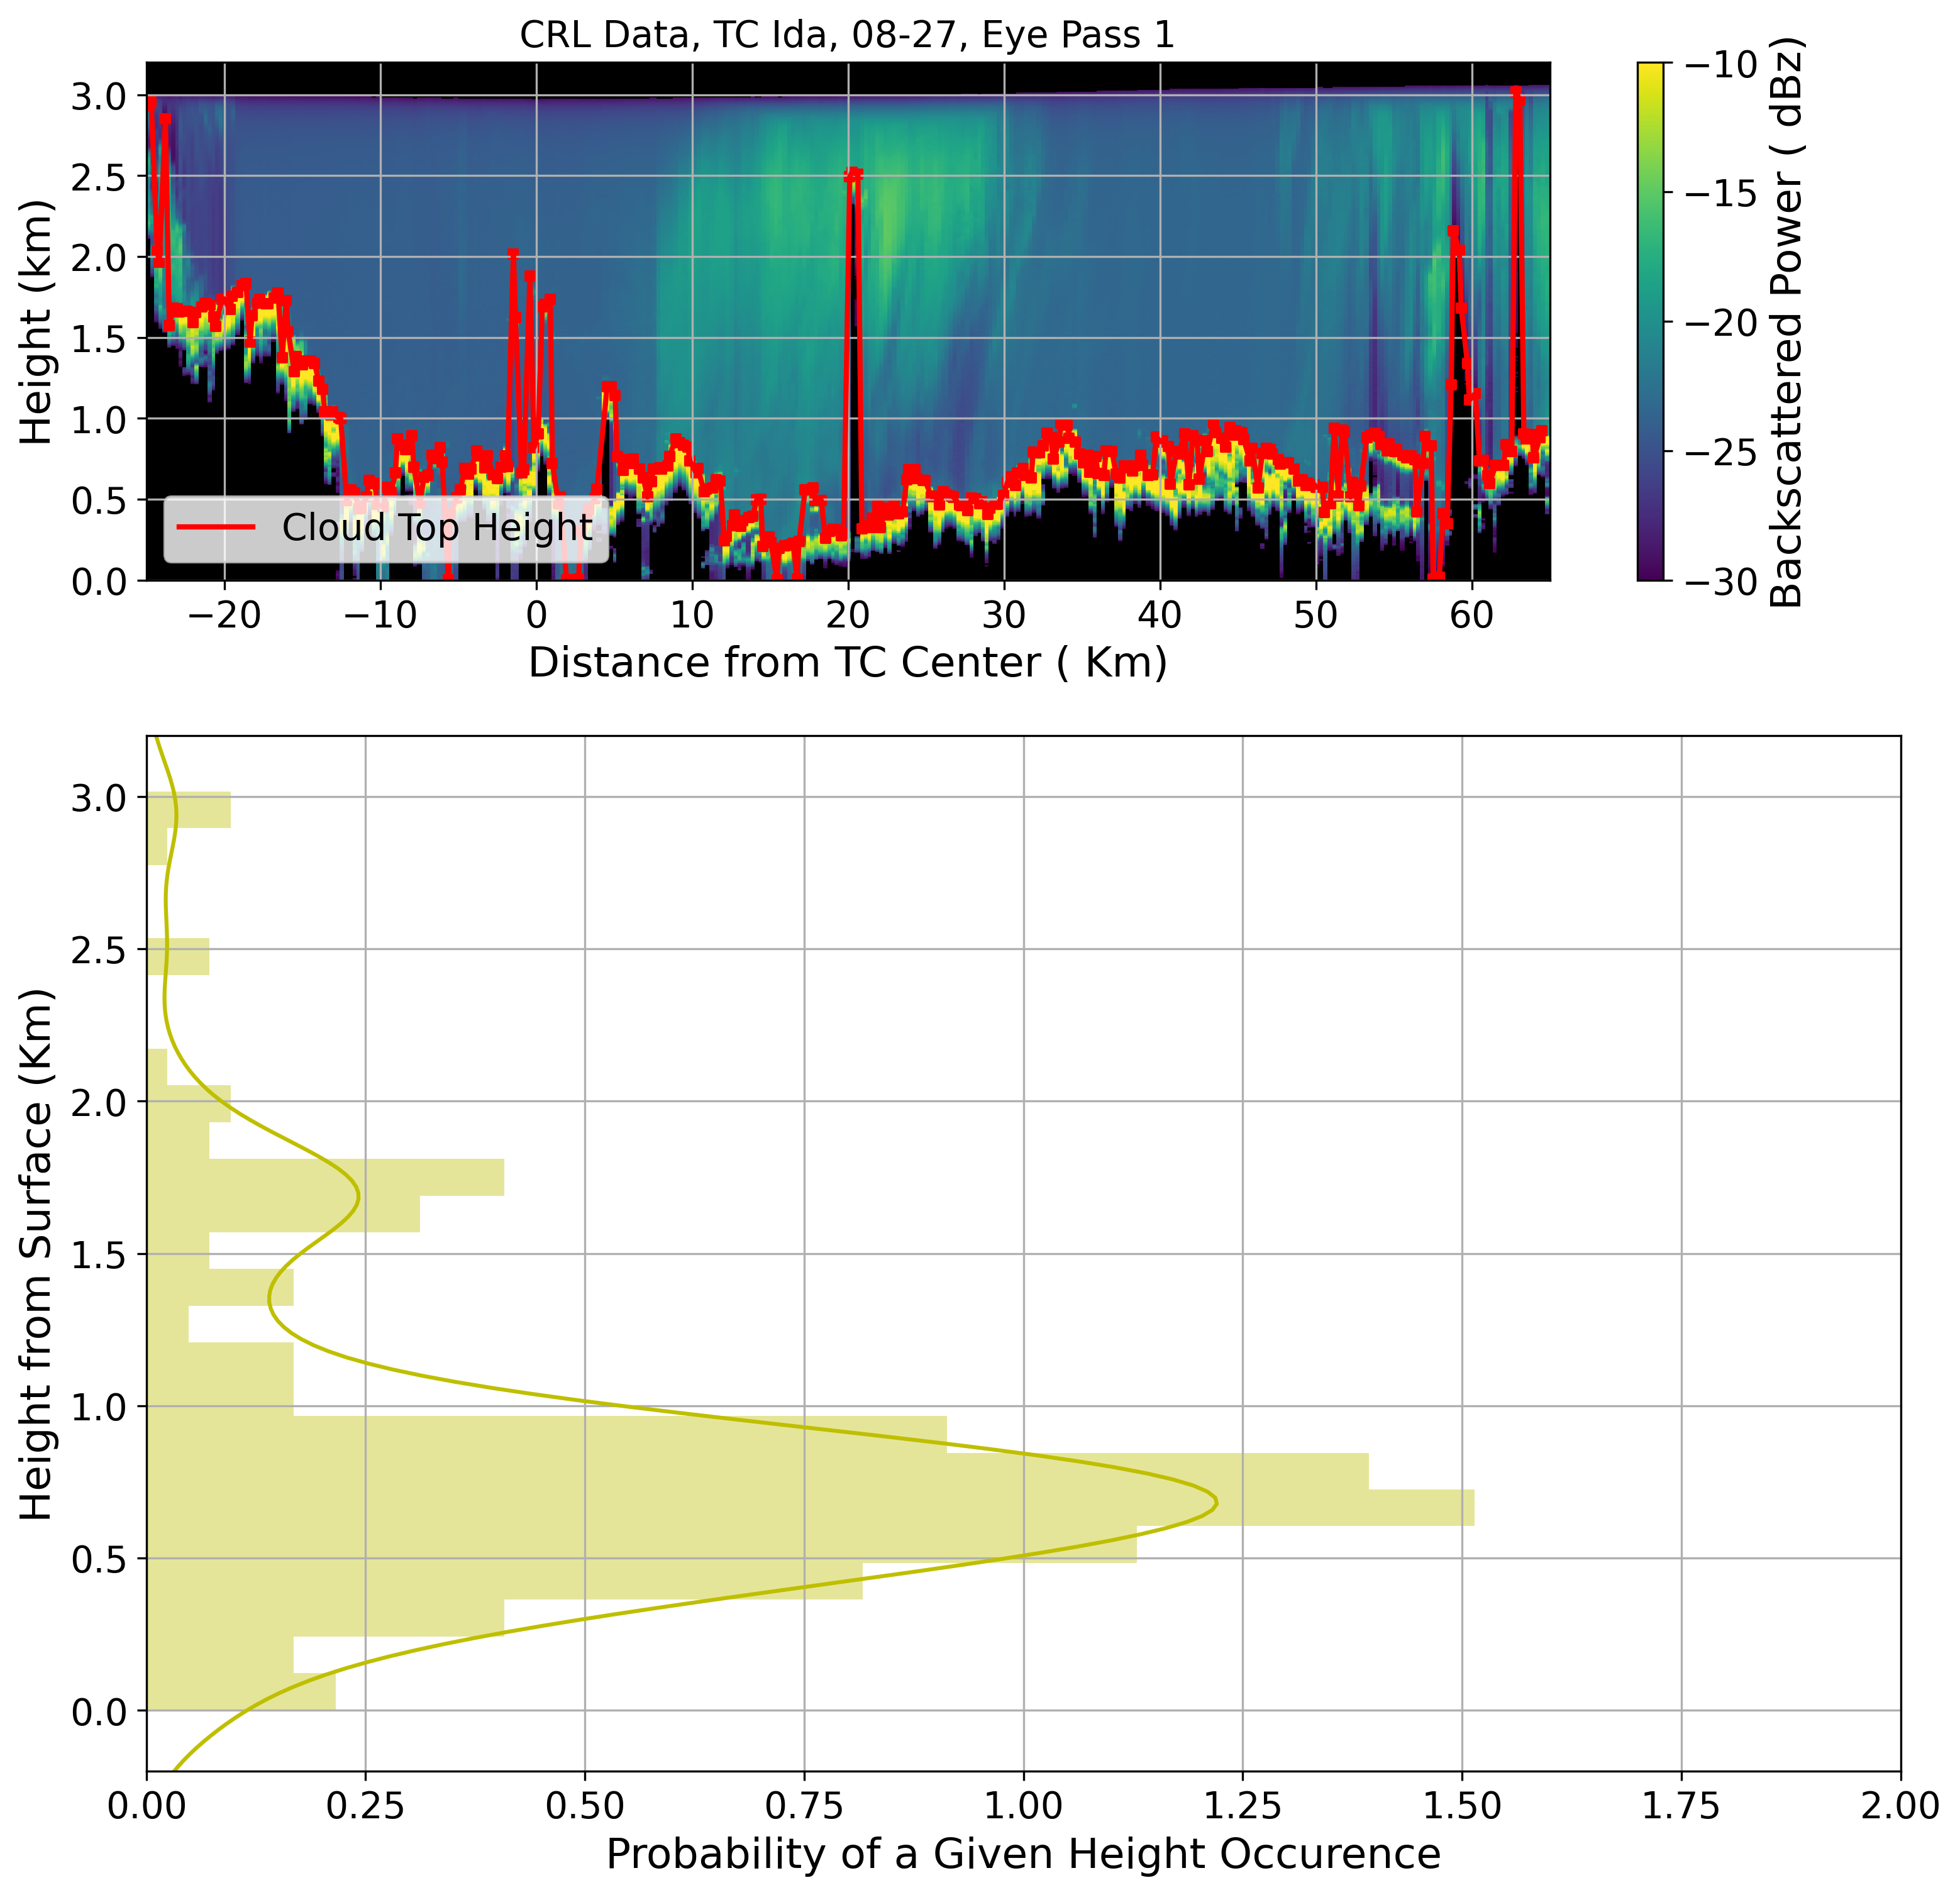 CRL Data, TC Ida, 08-27, Eye Pass 1
Height (km)
3.0
2.5
2.0
1.5
1.0
0.5
0.0
Cloud Top Height
−20 −10 0 10 20 30 40 50 60
Distance from TC Center ( Km)
−10
−15
−20
−25
−30
Backscattered Power ( dBz)
Height from Surface (Km)
3.0
2.5
2.0
1.5
1.0
0.5
0.0
0.00 0.25 0.50 0.75 1.00 1.25 1.50 1.75 2.00
Probability of a Given Height Occurence